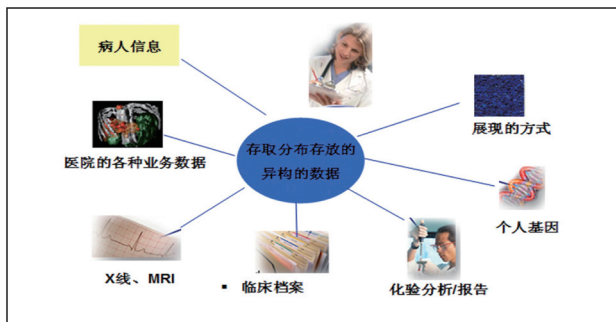 病人信息
展现的方式
存取分布存放的
异构的数据
医院的各种业务数据
个人基因
X线、MRI
▪ 临床档案
化验分析/报告